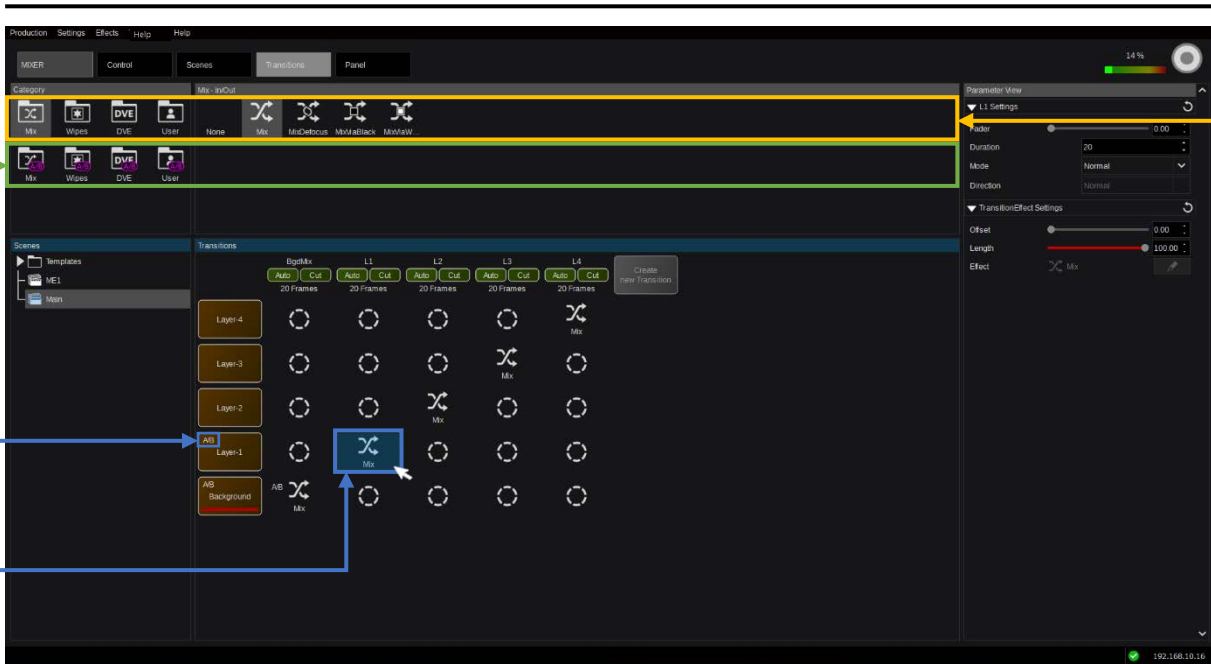 Production Settings Effects Help Help
MIXER Control Scenes Transitions Panel
14 %
Category
Mix - In/Out
Parameter View
Mix Wipes DVE User
None Mix MixDefocus MixViaBlack MixViaW...
DVE
L1 Settings
Fader 0.00
Duration 20
Mode Normal
Direction Normal
A/B A/B DVE A/B A/B
Mix Wipes DVE User
TransitionEffect Settings
Offset 0.00
Length 100.00
Effect Mix
Scenes
Templates
ME1
Main
Transitions
BgdMix L1 L2 L3 L4
Auto Cut Auto Cut Auto Cut Auto Cut Auto Cut
20 Frames 20 Frames 20 Frames 20 Frames 20 Frames
Create
new Transition
Layer-4 Mix
Layer-3 Mix
Layer-2 Mix
A/B
Layer-1 Mix
A/B
Background A/B Mix
192.168.10.16